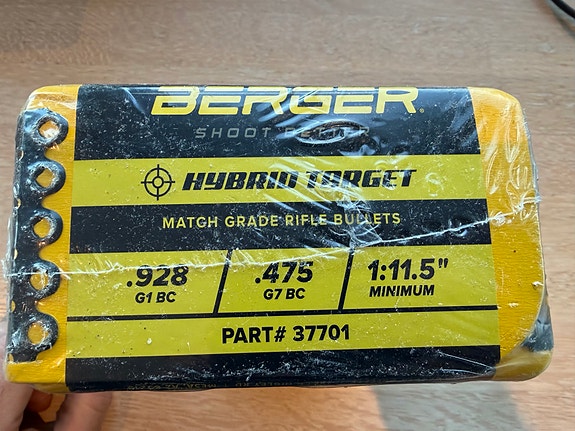 BERGER®
SHOOT BETTER
HYBRID TARGET
MATCH GRADE RIFLE BULLETS
.928 .475 1:11.5"
G1 BC G7 BC MINIMUM
PART# 37701